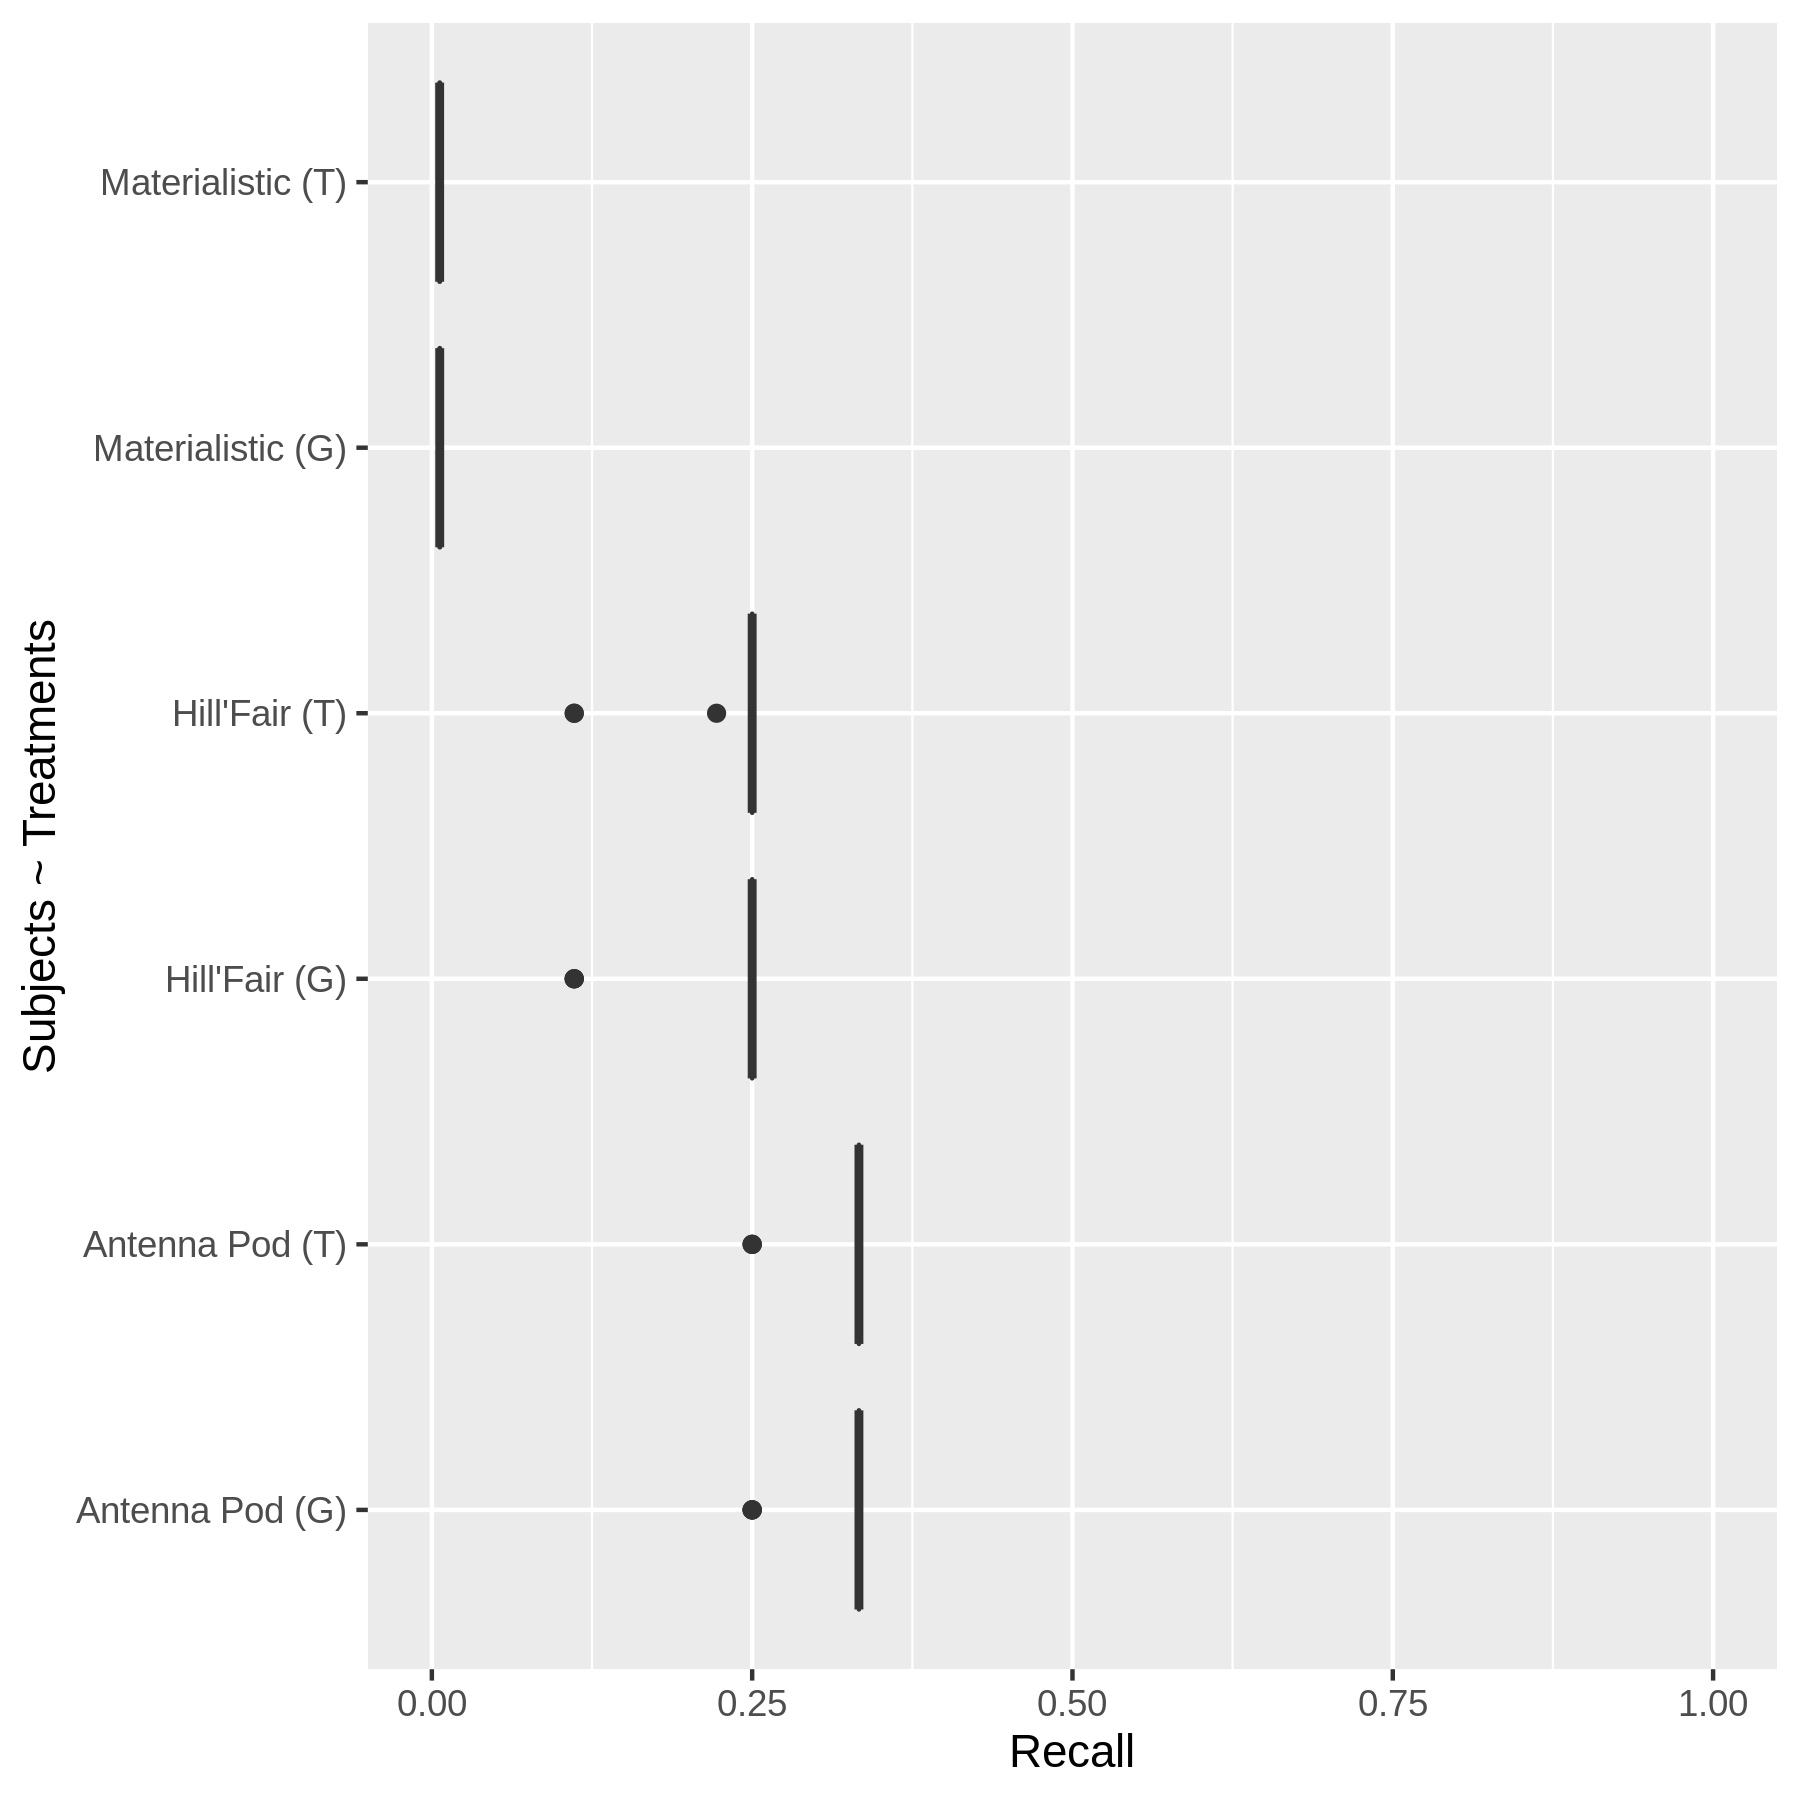 Subjects ~ Treatments
Materialistic (T)
Materialistic (G)
Hill'Fair (T)
Hill'Fair (G)
Antenna Pod (T)
Antenna Pod (G)
0.00 0.25 0.50 0.75 1.00
Recall